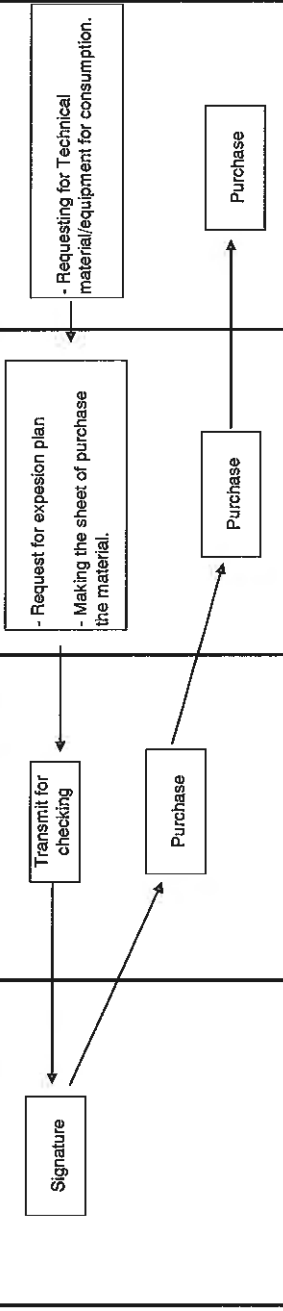 Signature
Transmit for
checking
- Request for expesion plan
- Making the sheet of purchase
the material.
- Requesting for Technical
material/equipment for consumption.
Purchase
Purchase
Purchase